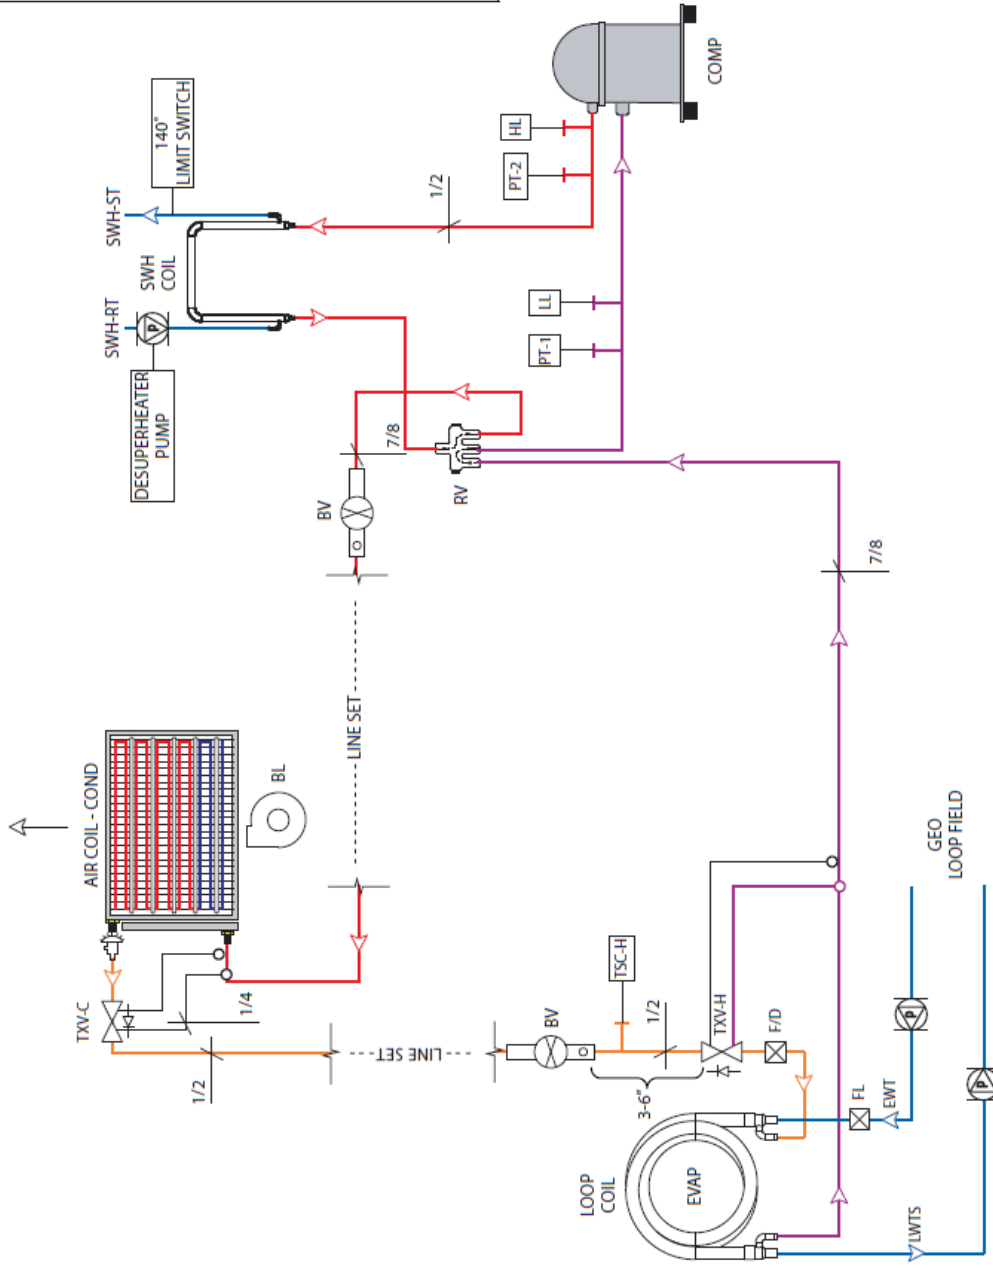 COMP
HL
PT-2
140°
LIMIT SWITCH
SWH-ST
SWH
COIL
SWH-RT
P
DESUPERHEATER
PUMP
1/2
LL
PT-1
7/8
RV
BV
LINE SET
7/8
AIR COIL - COND
BL
TXV-C
1/4
1/2
LINE SET
BV
TSC-H
1/2
3-6"
TXV-H
F/D
LOOP
COIL
EVAP
FL
EWT
LWTS
P
P
GEO
LOOP FIELD